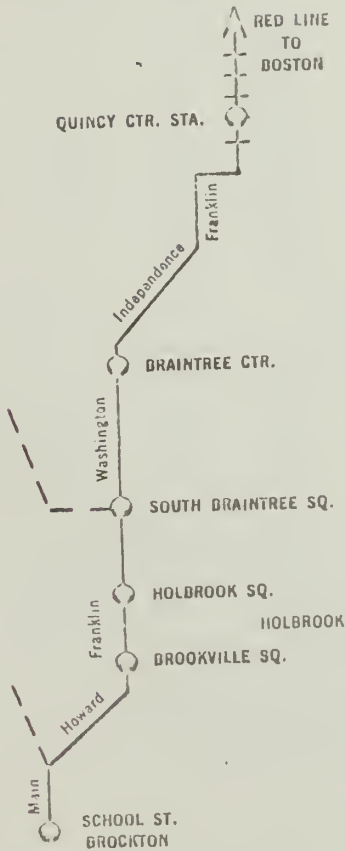 RED LINE
TO
BOSTON
QUINCY CTR. STA.
Franklin
Independence
BRAINTREE CTR.
Washington
SOUTH BRAINTREE SQ.
HOLBROOK SQ.
HOLBROOK
Franklin
BROOKVILLE SQ.
Howard
Main
SCHOOL ST.
BROCKTON